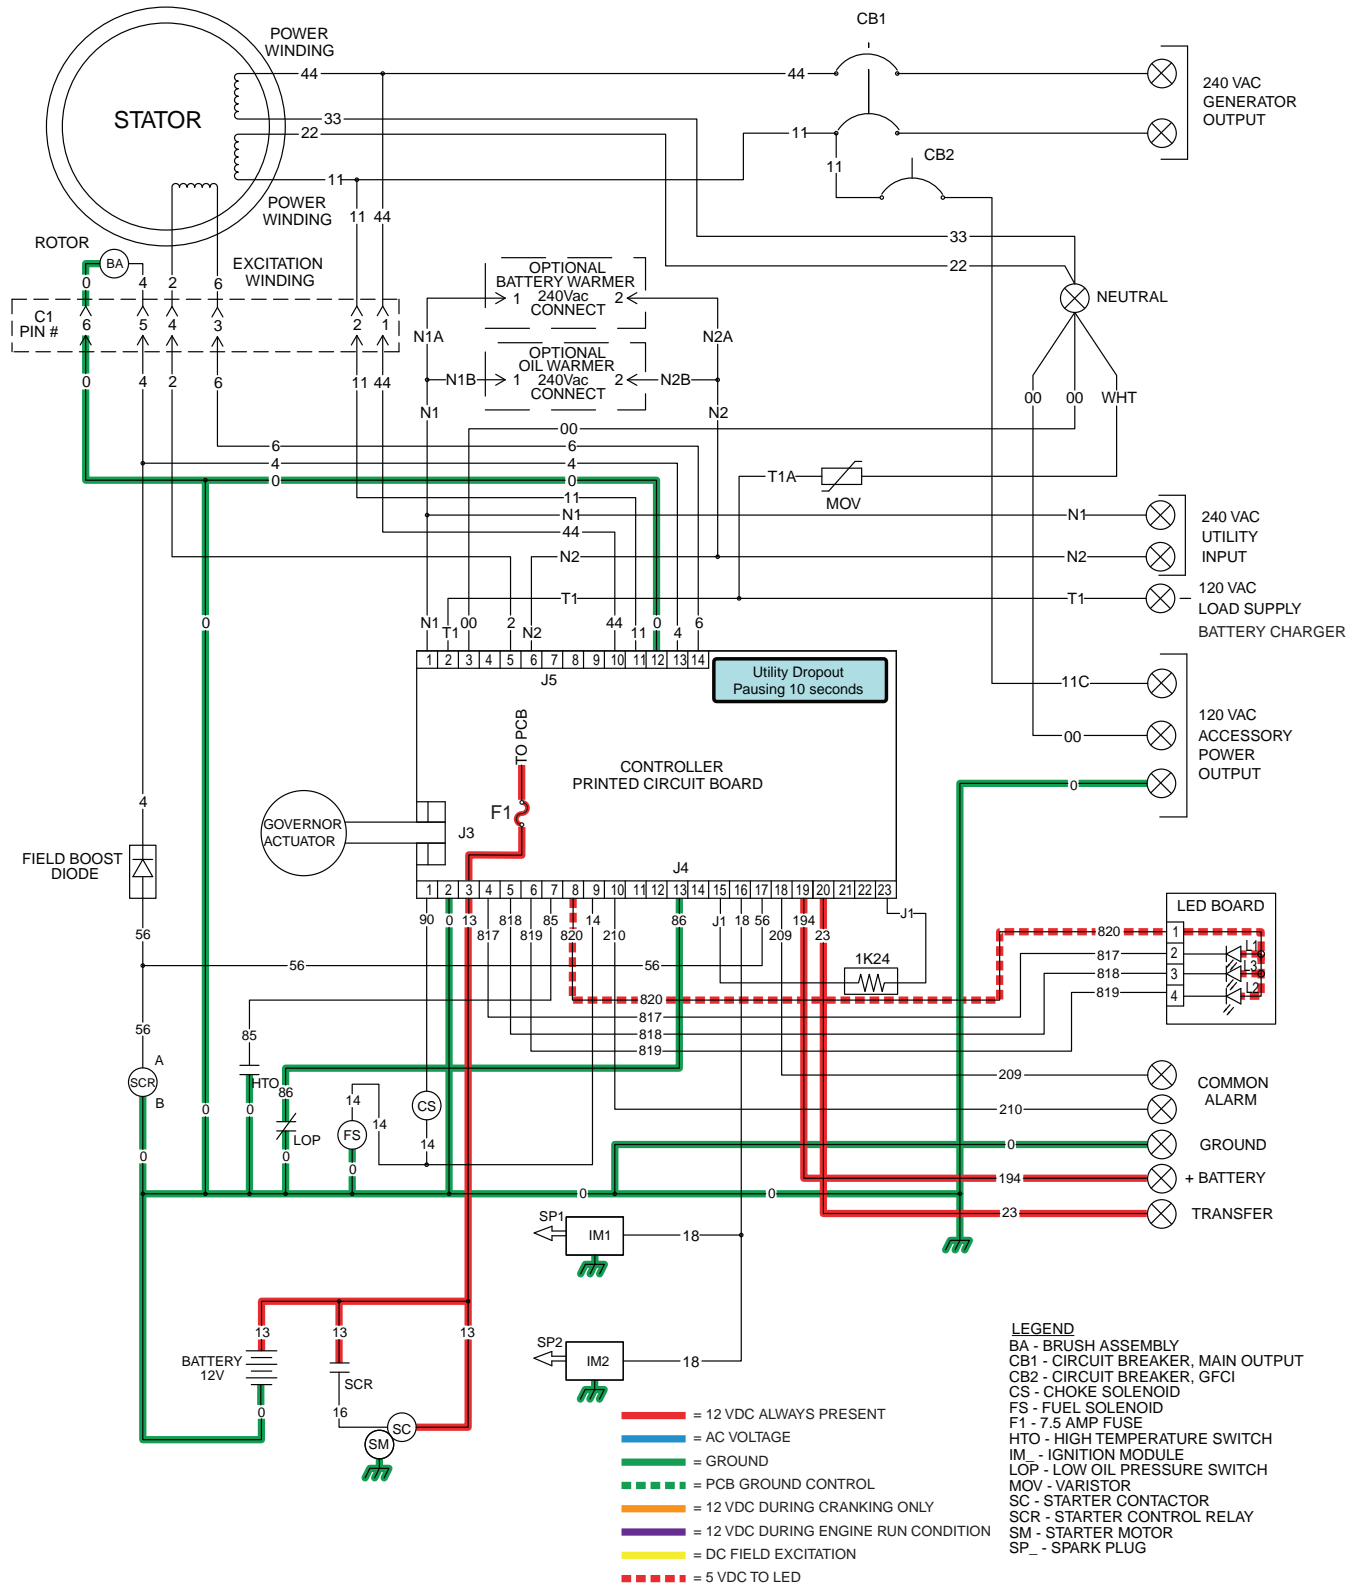 CB1
POWER
WINDING
44
44
240 VAC
GENERATOR
OUTPUT
STATOR
33
22
11
11
CB2
11
POWER
WINDING
11
44
33
22
ROTOR
BA
EXCITATION
WINDING
0
4
2
6
OPTIONAL
BATTERY WARMER
1 240Vac 2
CONNECT
NEUTRAL
C1
PIN #
6
5
4
3
2
1
N1A
N2A
OPTIONAL
OIL WARMER
1 240Vac 2
CONNECT
N1B
N2B
0
4
2
6
11
44
N1
N2
00
00
WHT
00
6
6
4
4
0
0
T1A
MOV
11
N1
N1
44
N2
N2
240 VAC
UTILITY
INPUT
T1
T1
120 VAC
LOAD SUPPLY
BATTERY CHARGER
0
N1
T1
00
2
N2
44
11
0
4
6
1 2 3 4 5 6 7 8 9 10 11 12 13 14
J5
Utility Dropout
Pausing 10 seconds
11C
00
0
120 VAC
ACCESSORY
POWER
OUTPUT
TO PCB
CONTROLLER
PRINTED CIRCUIT BOARD
F1
4
GOVERNOR
ACTUATOR
J3
J4
FIELD BOOST
DIODE
1 2 3 4 5 6 7 8 9 10 11 12 13 14 15 16 17 18 19 20 21 22 23
90
0
13
817
818
819
85
820
14
210
86
J1
18
56
209
194
23
J1
LED BOARD
56
56
56
1K24
820
817
818
819
1
2
3
4
L1
L3
L2
820
817
818
819
56
85
A
SCR
B
HTO
86
LOP
14
14
FS
CS
14
209
210
COMMON
ALARM
0
GROUND
0
0
0
0
0
0
0
194
+ BATTERY
23
TRANSFER
SP1
IM1
18
13
13
13
BATTERY
12V
SCR
0
16
SC
SM
SP2
IM2
18
= 12 VDC ALWAYS PRESENT
= AC VOLTAGE
= GROUND
= PCB GROUND CONTROL
= 12 VDC DURING CRANKING ONLY
= 12 VDC DURING ENGINE RUN CONDITION
= DC FIELD EXCITATION
= 5 VDC TO LED
LEGEND
BA - BRUSH ASSEMBLY
CB1 - CIRCUIT BREAKER, MAIN OUTPUT
CB2 - CIRCUIT BREAKER, GFCI
CS - CHOKE SOLENOID
FS - FUEL SOLENOID
F1 - 7.5 AMP FUSE
HTO - HIGH TEMPERATURE SWITCH
IM_ - IGNITION MODULE
LOP - LOW OIL PRESSURE SWITCH
MOV - VARISTOR
SC - STARTER CONTACTOR
SCR - STARTER CONTROL RELAY
SM - STARTER MOTOR
SP_ - SPARK PLUG